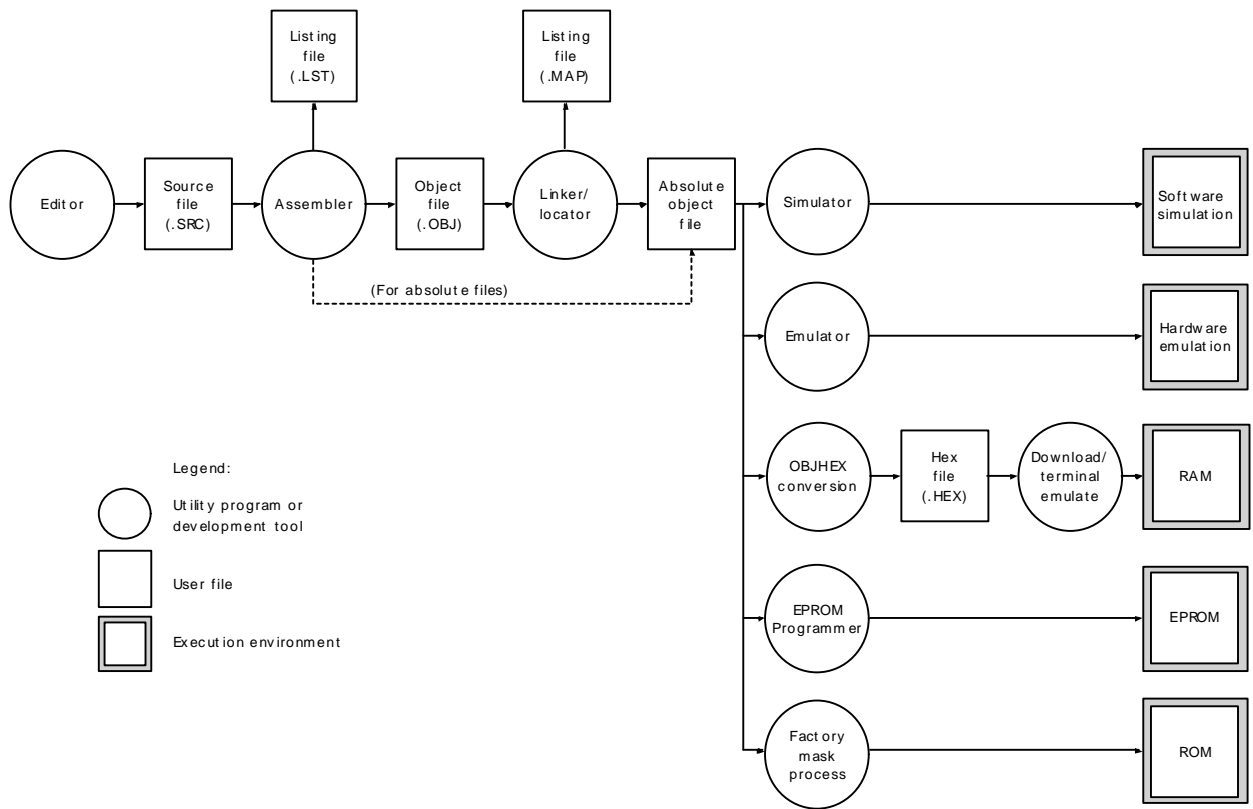 Listing
file
(.LST)
Listing
file
(.MAP)
Editor
Source
file
(.SRC)
Assembler
Object
file
(.OBJ)
Linker/
locator
Absolute
object
file
Simulator
Software
simulation
(For absolute files)
Emulator
Hardware
emulation
OBJHEX
conversion
Hex
file
(.HEX)
Download/
terminal
emulate
RAM
Legend:
Utility program or
development tool
User file
Execution environment
EPROM
Programmer
EPROM
Factory
mask
process
ROM